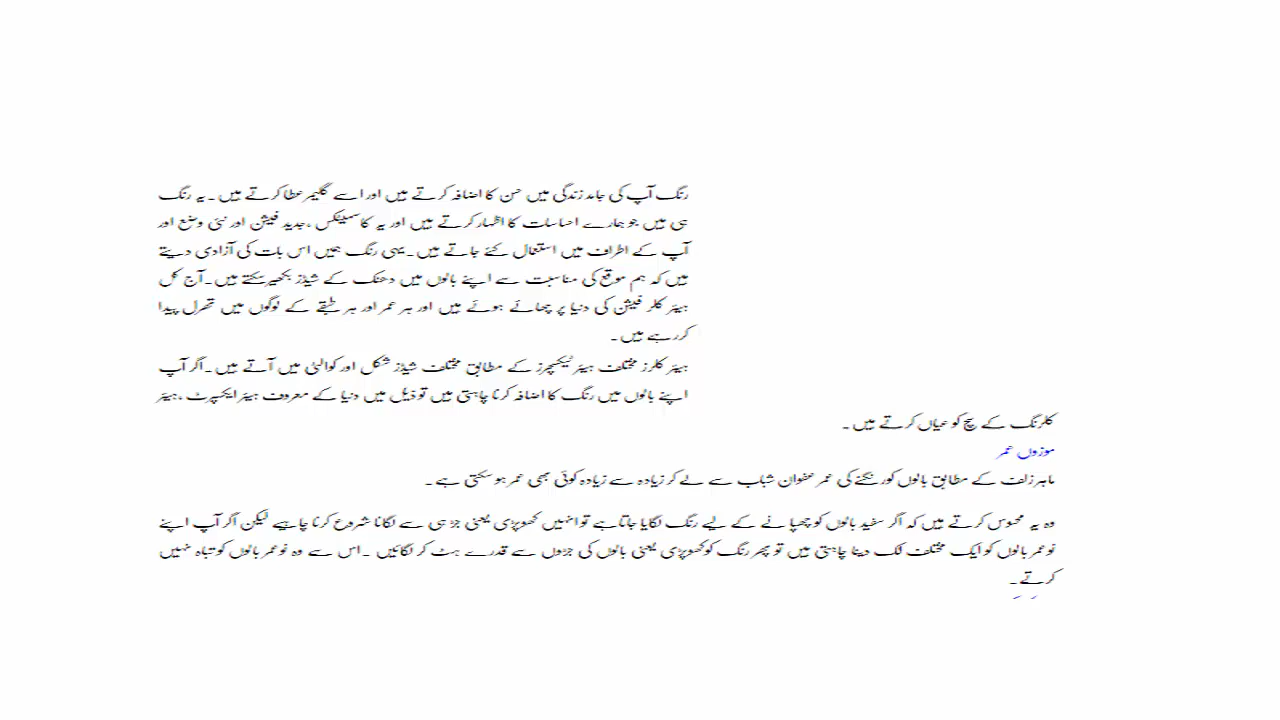 رنگ آپ کی جامد زندگی میں حسن کا اضافہ کرتے ہیں اور اسے گلیمر عطا کرتے ہیں ۔ یہ رنگ
ہی ہیں جو ہمارے احساسات کا اظہار کرتے ہیں اور یہ کاسمیٹکس ،جدید فیشن اور نئی وضع اور
آپ کے اطراف میں استعمال کئے جاتے ہیں۔ یہی رنگ ہمیں اس بات کی آزادی دیتے
ہیں کہ ہم موقع کی مناسبت سے اپنے بالوں میں دھنک کے شیڈز بکھیر سکتے ہیں۔ آج کل
ہیئر کلر فیشن کی دنیا پر چھائے ہوئے ہیں اور ہر عمر اور ہر طبقے کے لوگوں میں تھرل پیدا
کررہے ہیں ۔
ہیئر کلرز مختلف ہیئر ٹیکسچرز کے مطابق مختلف شیڈز شکل اور کوالٹی میں آتے ہیں۔ اگر آپ
اپنے بالوں میں رنگ کا اضافہ کرنا چاہتی ہیں تو ذیل میں دنیا کے معروف ہیئر ایکسپرٹ ،ہیئر
کلرنگ کے سچ کو عیاں کرتے ہیں ۔
موزوں عمر
ماہر زلف کے مطابق بالوں کو رنگنے کی عمر عنفوان شباب سے لے کر زیادہ سے زیادہ کوئی بھی عمر ہوسکتی ہے ۔
وہ یہ محسوس کرتے ہیں کہ اگر سفید بالوں کو چھپا نے کے لیے رنگ لگایا جاتاہے تو انہیں کھوپڑی یعنی جڑ ہی سے لگانا شروع کرنا چاہیے لیکن اگر آپ اپنے
نوعمر بالوں کو ایک مختلف لک دینا چاہتی ہیں تو پھر رنگ کو کھوپڑی یعنی بالوں کی جڑوں سے قدرے ہٹ کر لگائیں ۔ اس سے وہ نوعمر بالوں کو تباہ نہیں
کرتے ۔